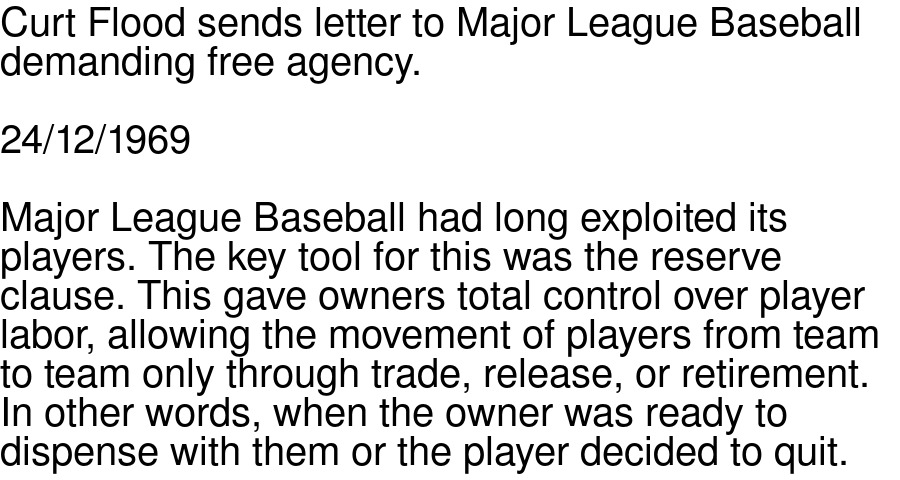 Curt Flood sends letter to Major League Baseball
demanding free agency.
24/12/1969
Major League Baseball had long exploited its
players. The key tool for this was the reserve
clause. This gave owners total control over player
labor, allowing the movement of players from team
to team only through trade, release, or retirement.
In other words, when the owner was ready to
dispense with them or the player decided to quit.